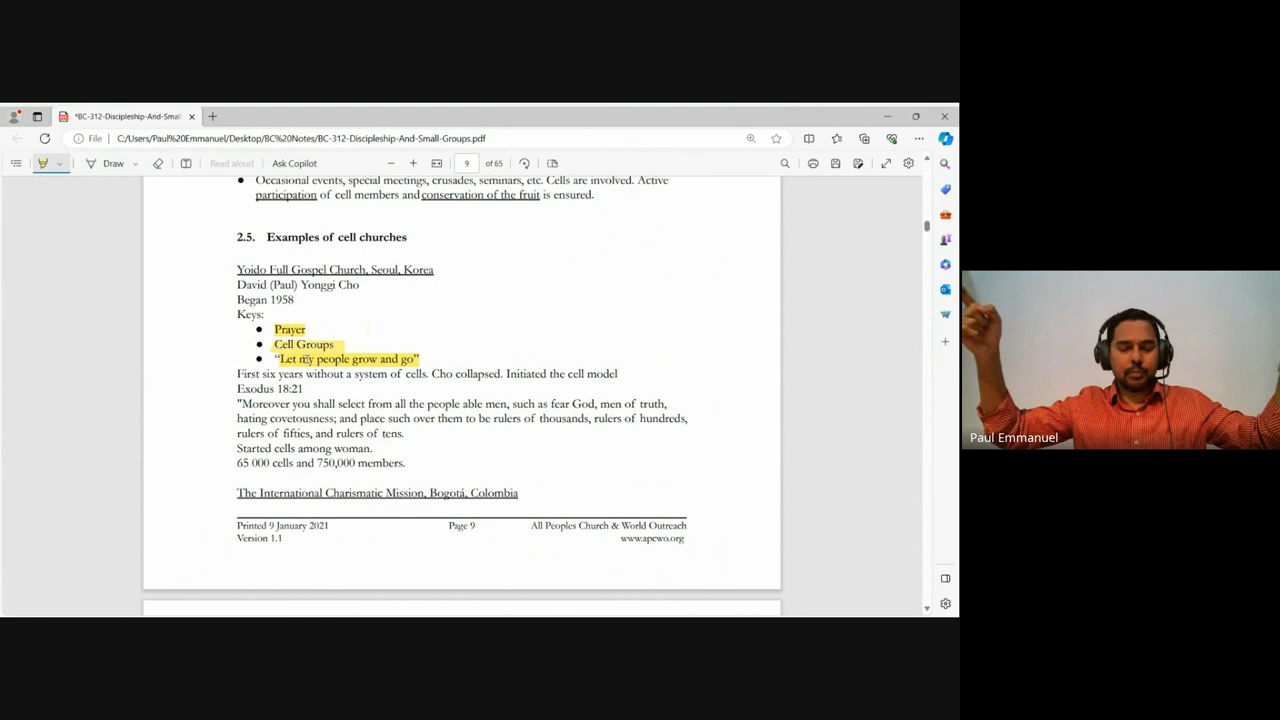 *BC-312-Discipleship-And-Small
File
C:/Users/Paul%20Emmanuel/Desktop/BC%20Notes/BC-312-Discipleship-And-Small-Groups.pdf
Draw
Read aloud
Ask Copilot
9
of 65
● Occasional events, special meetings, crusades, seminars, etc. Cells are involved. Active
participation of cell members and conservation of the fruit is ensured.
2.5. Examples of cell churches
Yoido Full Gospel Church, Seoul, Korea
David (Paul) Yonggi Cho
Began 1958
Keys:
● Prayer
● Cell Groups
● “Let my people grow and go”
First six years without a system of cells. Cho collapsed. Initiated the cell model
Exodus 18:21
"Moreover you shall select from all the people able men, such as fear God, men of truth,
hating covetousness; and place such over them to be rulers of thousands, rulers of hundreds,
rulers of fifties, and rulers of tens.
Started cells among woman.
65 000 cells and 750,000 members.
The International Charismatic Mission, Bogotá, Colombia
Printed 9 January 2021
Page 9
All Peoples Church & World Outreach
Version 1.1
www.apcwo.org
Paul Emmanuel